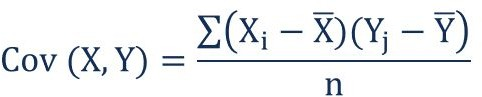 Cov (X, Y) = ∑(Xᵢ − X̅)(Yⱼ − Y̅) / n